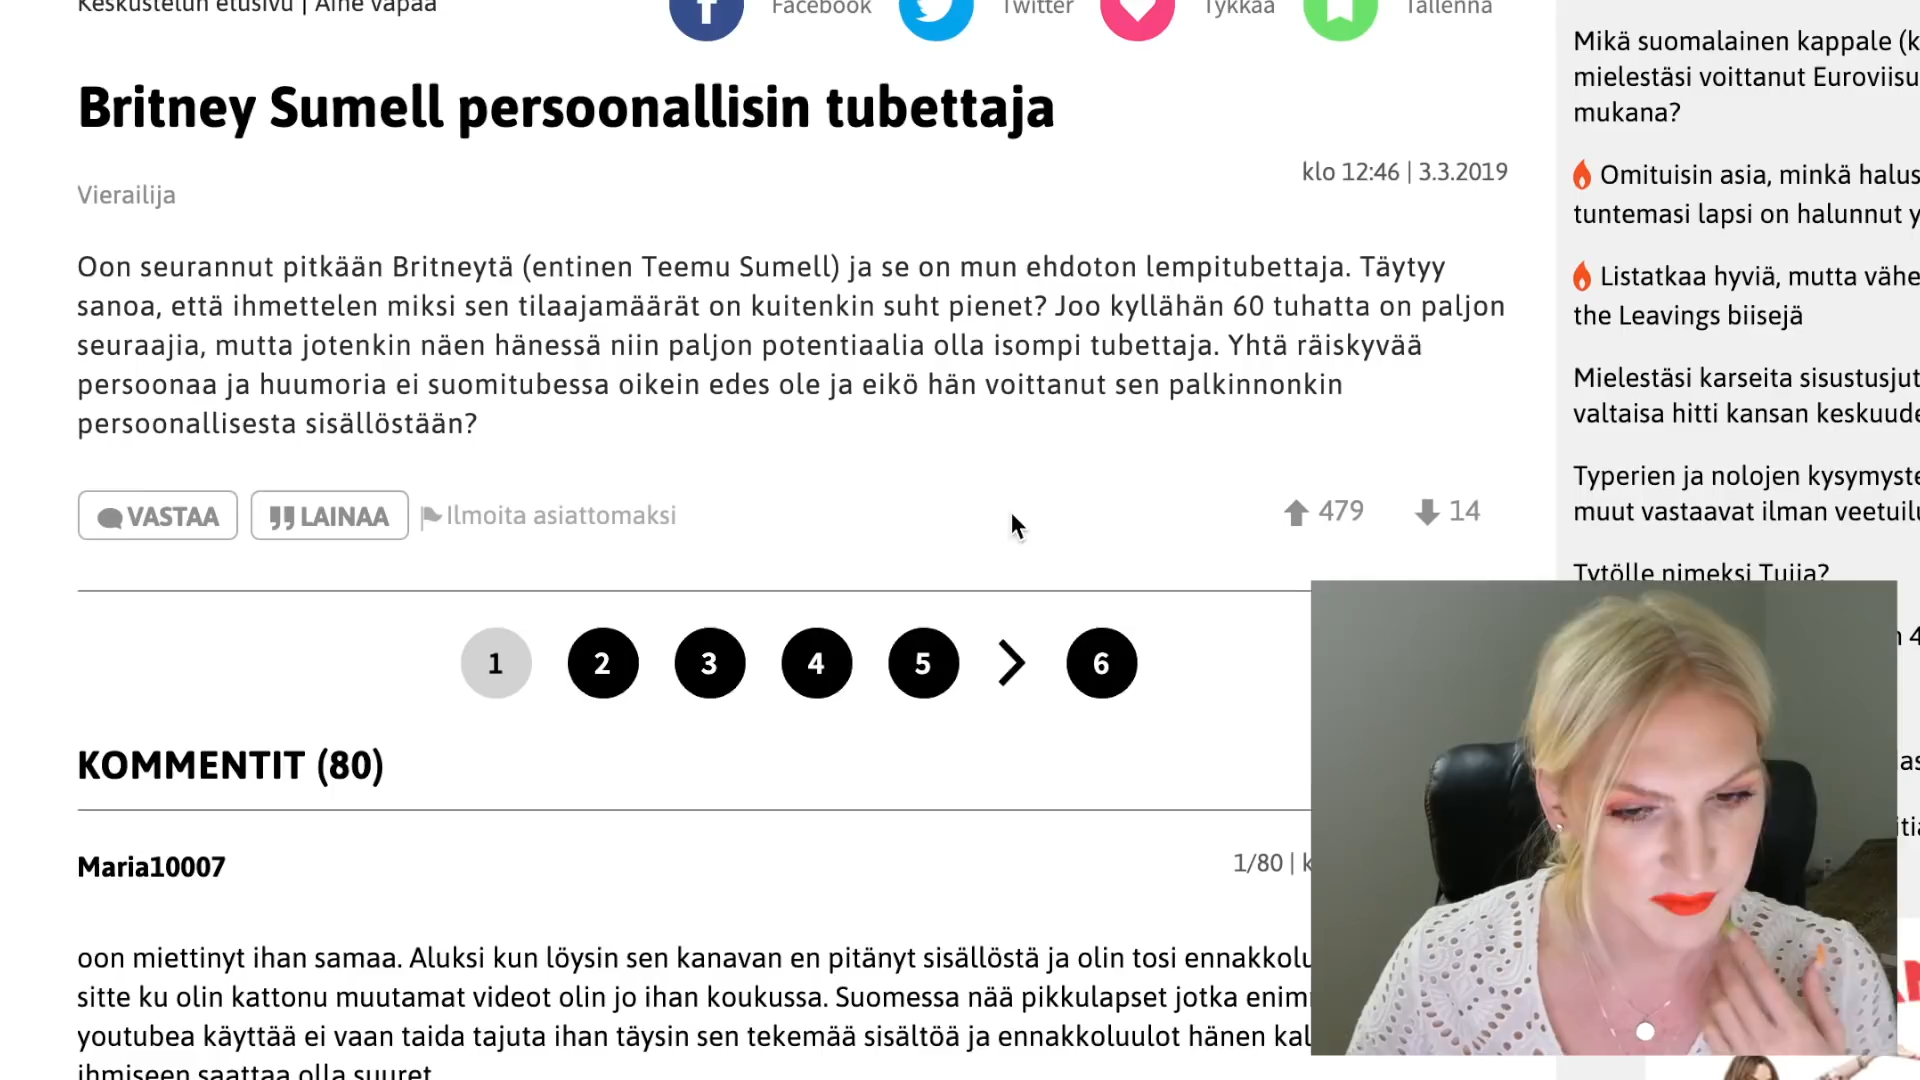 Keskustelun etusivu | Aihe vapaa
Facebook
Twitter
Tykkää
Tallenna
Britney Sumell persoonallisin tubettaja
klo 12:46 | 3.3.2019
Vierailija
Oon seurannut pitkään Britneytä (entinen Teemu Sumell) ja se on mun ehdoton lempitubettaja. Täytyy
sanoa, että ihmettelen miksi sen tilaajamäärät on kuitenkin suht pienet? Joo kyllähän 60 tuhatta on paljon
seuraajia, mutta jotenkin näen hänessä niin paljon potentiaalia olla isompi tubettaja. Yhtä räiskyvää
persoonaa ja huumoria ei suomitubessa oikein edes ole ja eikö hän voittanut sen palkinnonkin
persoonallisesta sisällöstään?
VASTAA
LAINAA
Ilmoita asiattomaksi
479
14
1
2
3
4
5
6
KOMMENTIT (80)
Maria10007
1/80 |
oon miettinyt ihan samaa. Aluksi kun löysin sen kanavan en pitänyt sisällöstä ja olin tosi
sitte ku olin kattonu muutamat videot olin jo ihan koukussa. Suomessa nää pikkulapset jotka
youtubea käyttää ei vaan taida tajuta ihan täysin sen tekemää sisältöä ja ennakkoluulot hänen
ihmiseen saattaa olla suuret
Mikä suomalainen kappale
mielestäsi voittanut
mukana?
Omituisin asia, minkä
tuntemasi lapsi on halunnut
Listatkaa hyviä, mutta
the Leavings biisejä
Mielestäsi karseita
valtaisa hitti kansan
Typerien ja nolojen
muut vastaavat ilman
Tytölle nimeksi Tuija?